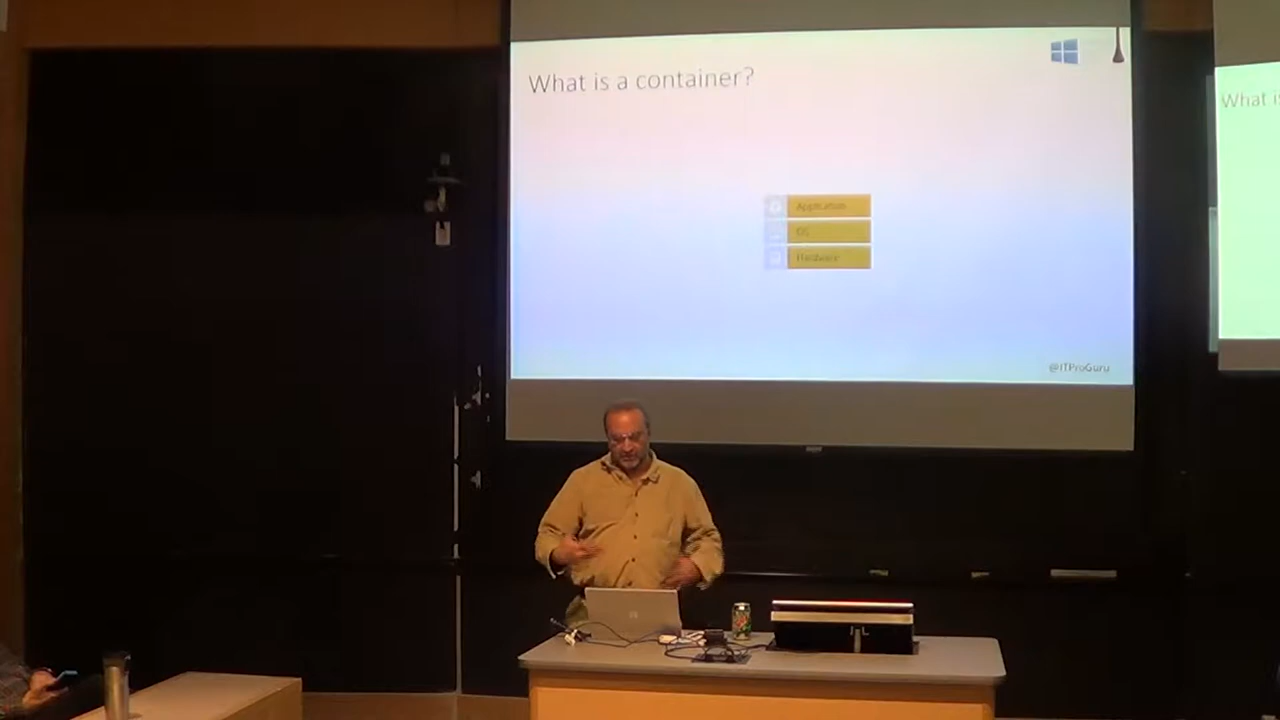 What is a container?
What is
Application
OS
Hardware
@ITProGuru